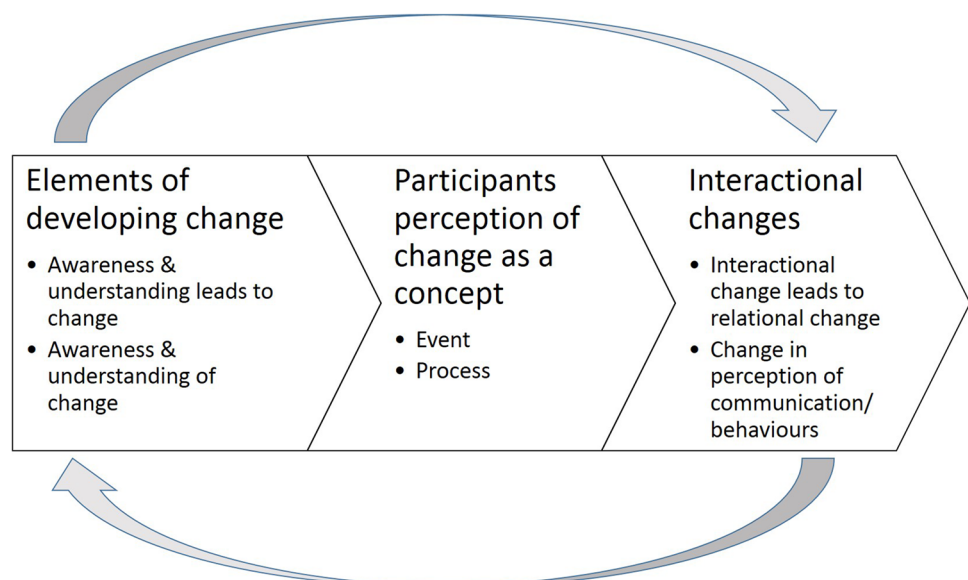 Elements of
developing change
• Awareness &
understanding leads to
change
• Awareness &
understanding of
change
Participants
perception of
change as a
concept
• Event
• Process
Interactional
changes
• Interactional
change leads to
relational change
• Change in
perception of
communication/
behaviours